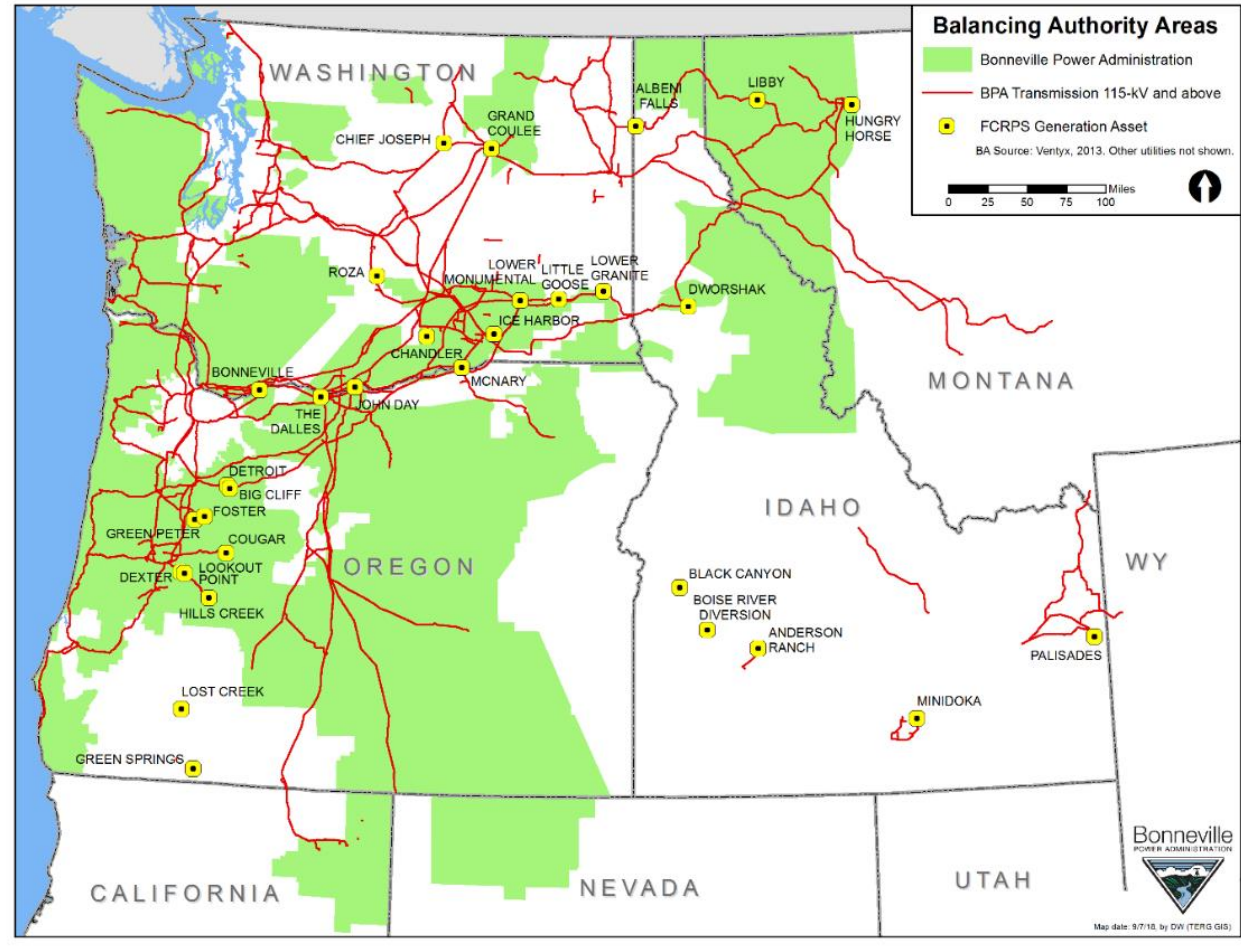 Balancing Authority Areas
Bonneville Power Administration
BPA Transmission 115-kV and above
FCRPS Generation Asset
BA Source: Ventyx, 2013. Other utilities not shown.
Miles
0 25 50 75 100
WASHINGTON
ALBENI
FALLS
LIBBY
HUNGRY
HORSE
GRAND
COULEE
CHIEF JOSEPH
ROZA
LOWER
MONUMENTAL
LITTLE
GOOSE
LOWER
GRANITE
DWORSHAK
ICE HARBOR
CHANDLER
MCNARY
BONNEVILLE
THE
DALLES
JOHN DAY
MONTANA
DETROIT
BIG CLIFF
FOSTER
GREEN PETER
COUGAR
LOOKOUT
POINT
DEXTER
HILLS CREEK
OREGON
IDAHO
WY
BLACK CANYON
BOISE RIVER
DIVERSION
ANDERSON
RANCH
PALISADES
MINIDOKA
LOST CREEK
GREEN SPRINGS
CALIFORNIA
NEVADA
UTAH
Bonneville
POWER ADMINISTRATION
Map date: 9/7/18, by DW (TERG GIS)